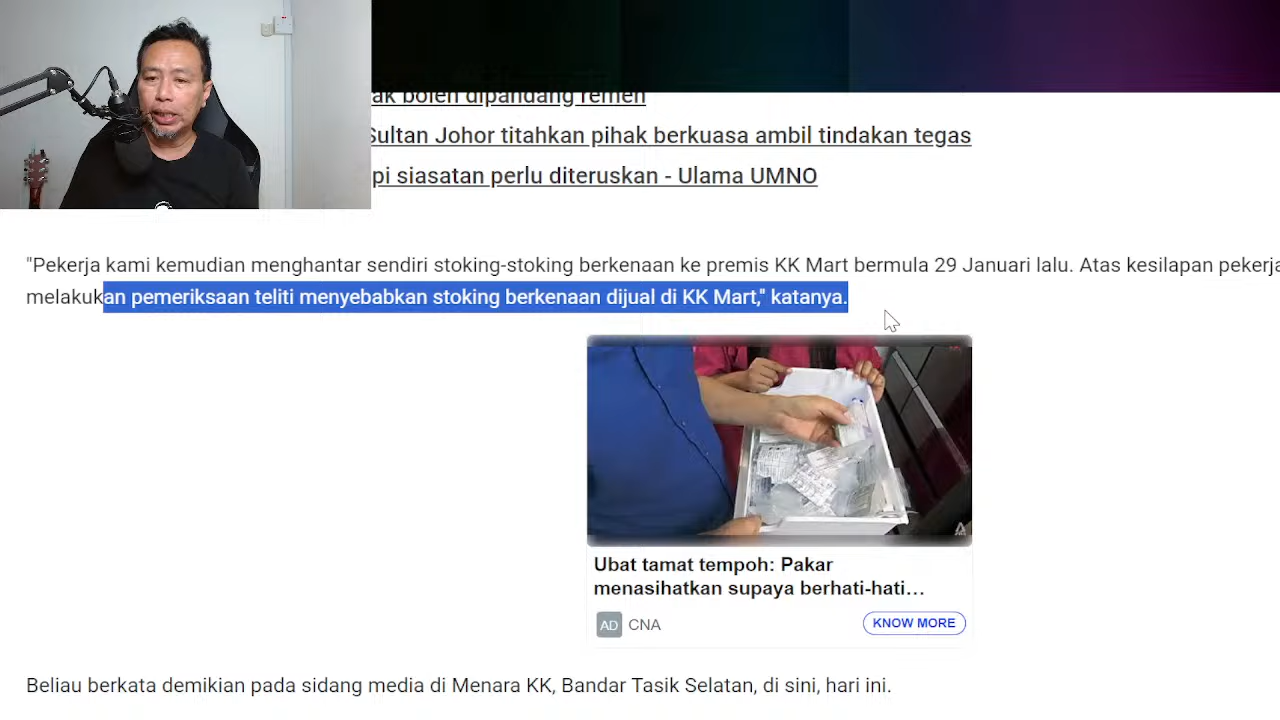 ak boleh dipandang remeh
Sultan Johor titahkan pihak berkuasa ambil tindakan tegas
pi siasatan perlu diteruskan - Ulama UMNO
"Pekerja kami kemudian menghantar sendiri stoking-stoking berkenaan ke premis KK Mart bermula 29 Januari lalu. Atas kesilapan pekerja
melakukan pemeriksaan teliti menyebabkan stoking berkenaan dijual di KK Mart," katanya.
Ubat tamat tempoh: Pakar
menasihatkan supaya berhati-hati...
AD CNA
KNOW MORE
Beliau berkata demikian pada sidang media di Menara KK, Bandar Tasik Selatan, di sini, hari ini.